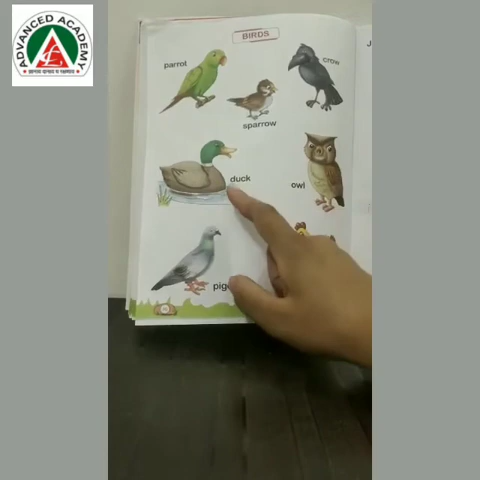 ADVANCED ACADEMY
BIRDS
parrot
crow
sparrow
duck
owl